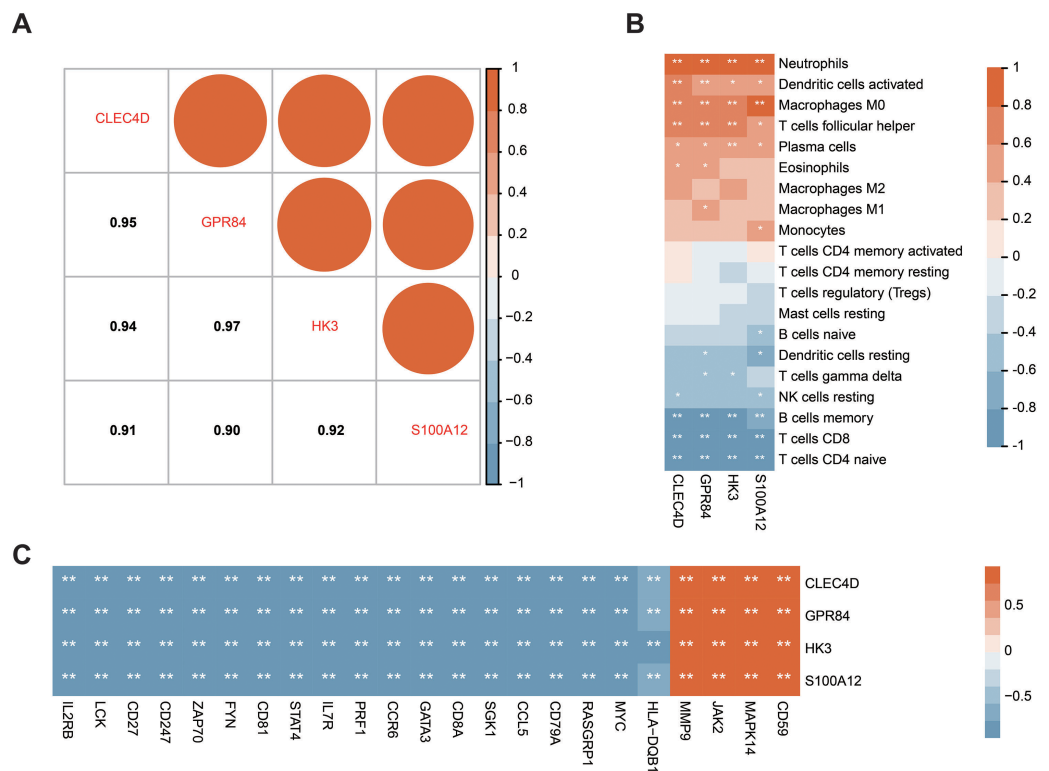 A
CLEC4D
0.95 GPR84
0.94 0.97 HK3
0.91 0.90 0.92 S100A12
1
0.8
0.6
0.4
0.2
0
−0.2
−0.4
−0.6
−0.8
−1
B
** ** ** ** Neutrophils
** ** * * Dendritic cells activated
** ** ** ** Macrophages M0
** ** ** * T cells follicular helper
* * ** * Plasma cells
* * Eosinophils
Macrophages M2
* Macrophages M1
* Monocytes
T cells CD4 memory activated
T cells CD4 memory resting
T cells regulatory (Tregs)
Mast cells resting
* B cells naive
* * Dendritic cells resting
* * T cells gamma delta
* * NK cells resting
** ** ** ** B cells memory
** ** ** ** T cells CD8
** ** ** ** T cells CD4 naive
CLEC4D
GPR84
HK3
S100A12
1
0.8
0.6
0.4
0.2
0
-0.2
-0.4
-0.6
-0.8
-1
C
** ** ** ** ** ** ** ** ** ** ** ** ** ** ** ** ** ** ** ** ** ** ** CLEC4D
** ** ** ** ** ** ** ** ** ** ** ** ** ** ** ** ** ** ** ** ** ** ** GPR84
** ** ** ** ** ** ** ** ** ** ** ** ** ** ** ** ** ** ** ** ** ** ** HK3
** ** ** ** ** ** ** ** ** ** ** ** ** ** ** ** ** ** ** ** ** ** ** S100A12
IL2RB
LCK
CD27
CD247
ZAP70
FYN
CD81
STAT4
IL7R
PRF1
CCR6
GATA3
CD8A
SGK1
CCL5
CD79A
RASGRP1
MYC
HLA−DQB1
MMP9
JAK2
MAPK14
CD59
0.5
0
−0.5